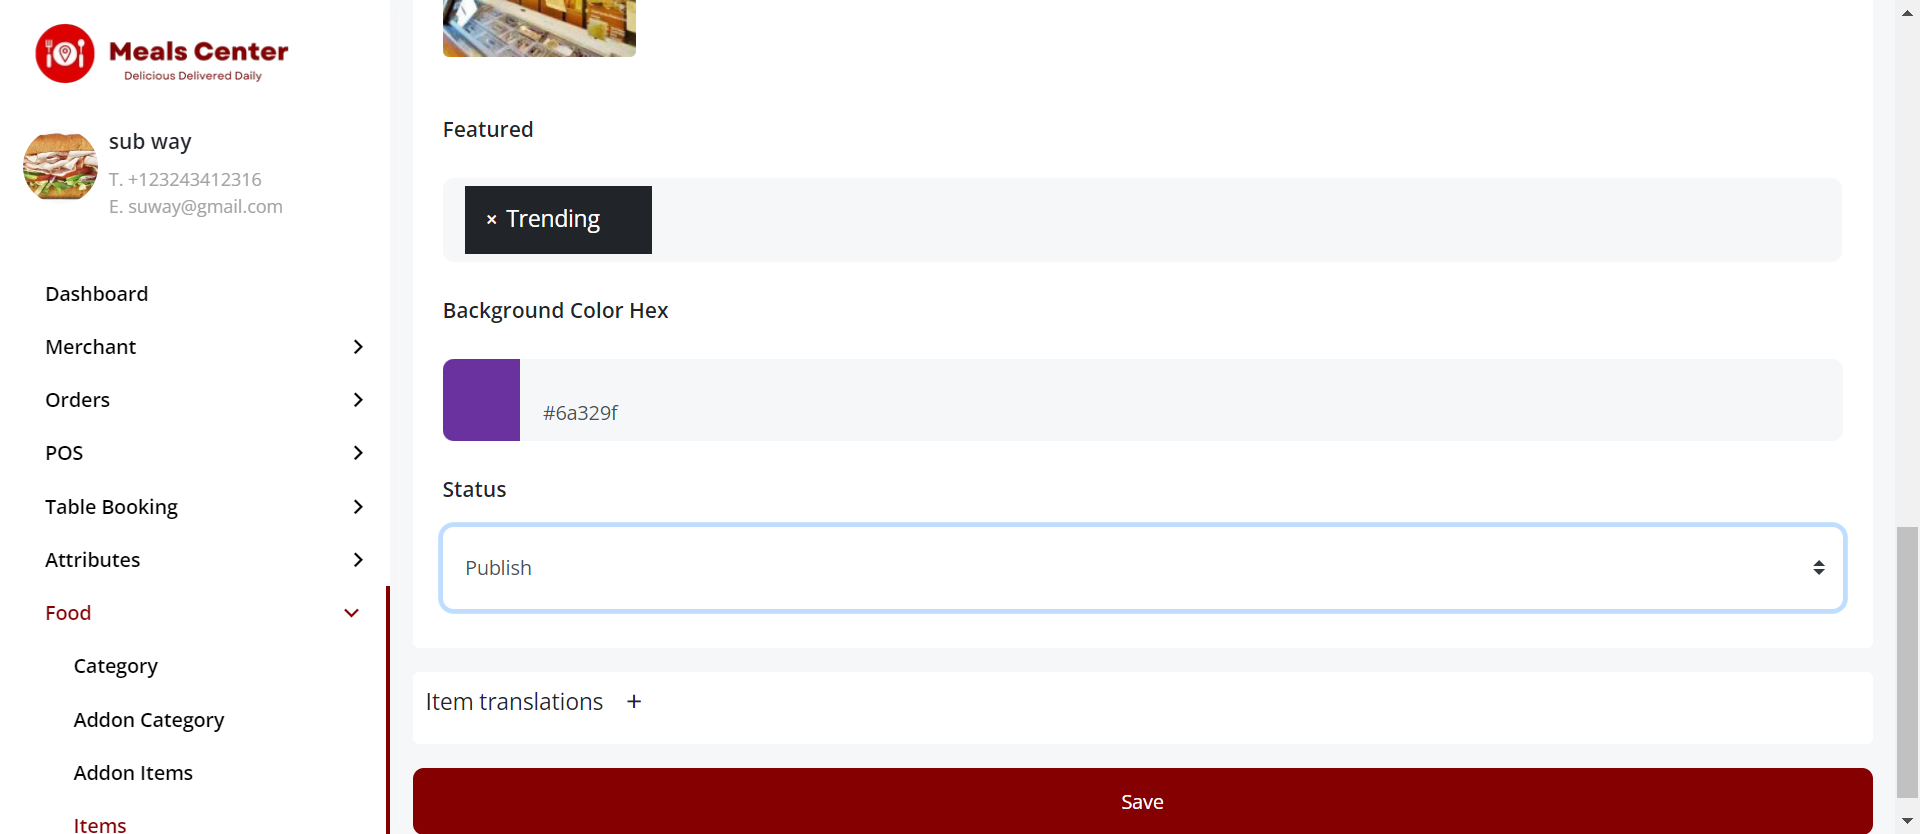 Meals Center
Delicious Delivered Daily
sub way
T. +123243412316
E. suway@gmail.com
Dashboard
Merchant
Orders
POS
Table Booking
Attributes
Food
Category
Addon Category
Addon Items
Items
Featured
× Trending
Background Color Hex
#6a329f
Status
Publish
Item translations +
Save